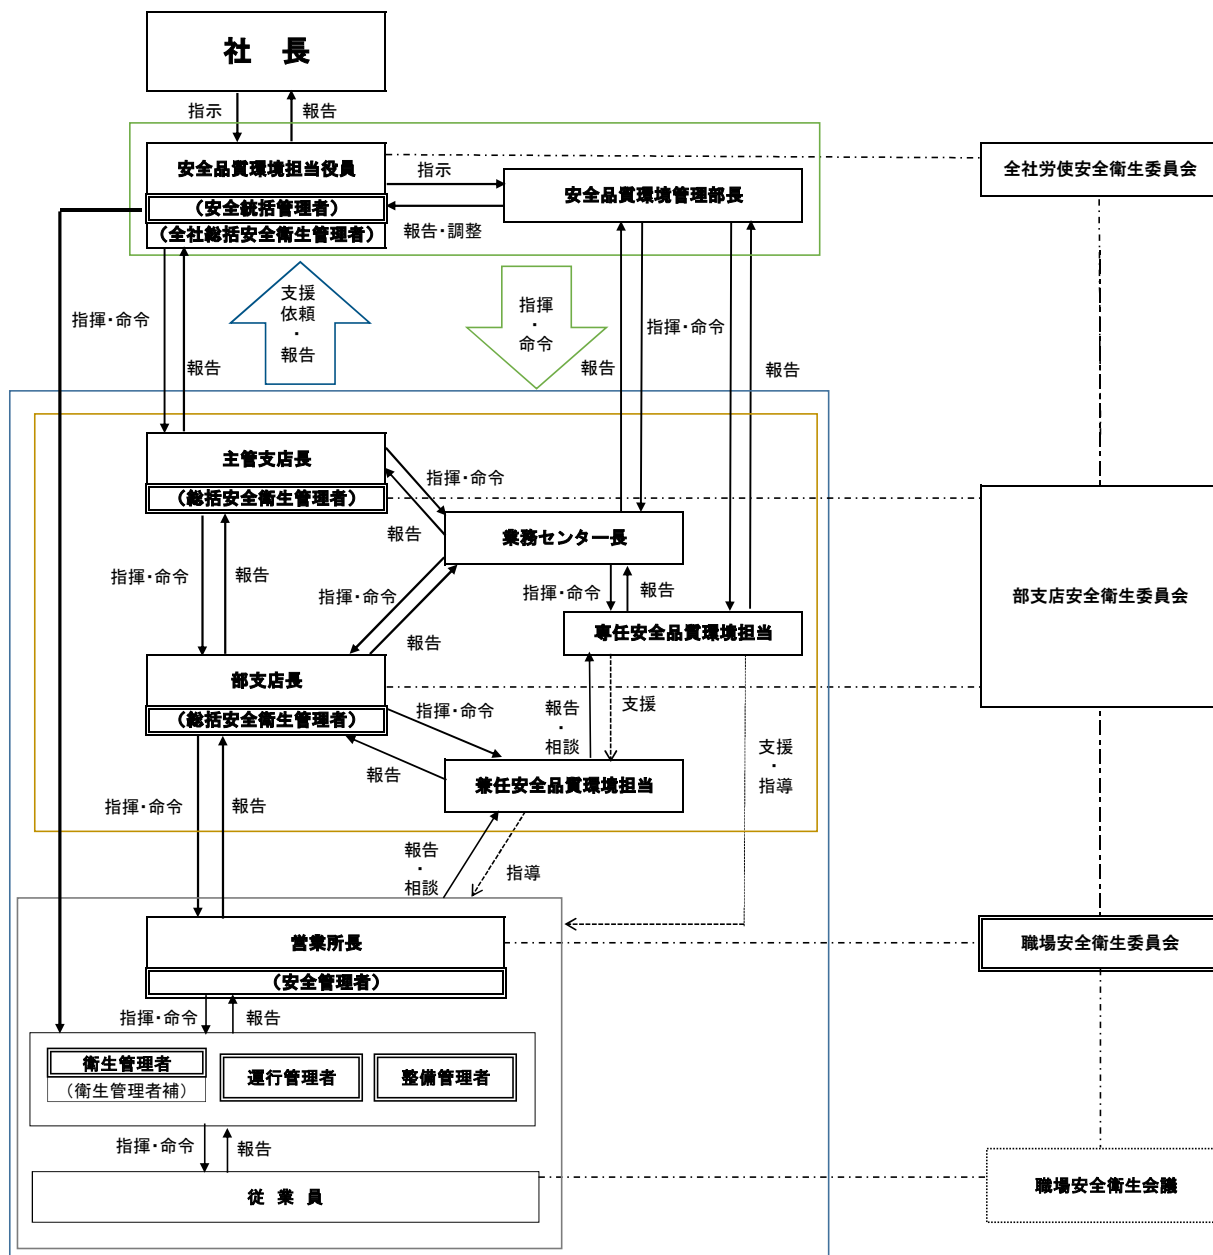 社　長
指示
報告
安全品質環境担当役員
（安全統括管理者）
（全社総括安全衛生管理者）
指示
報告・調整
安全品質環境管理部長
全社労使安全衛生委員会
指揮・命令
報告
支援
依頼
・
報告
指揮
・
命令
報告
指揮・命令
報告
主管支店長
（総括安全衛生管理者）
指揮・命令
報告
業務センター長
指揮・命令
報告
指揮・命令
報告
指揮・命令
報告
専任安全品質環境担当
部支店安全衛生委員会
部支店長
（総括安全衛生管理者）
指揮・命令
報告
報告
・
相談
支援
支援
・
指導
兼任安全品質環境担当
指揮・命令
報告
報告
・
相談
指導
営業所長
（安全管理者）
職場安全衛生委員会
指揮・命令
報告
衛生管理者
（衛生管理者補）
運行管理者
整備管理者
指揮・命令
報告
従 業 員
職場安全衛生会議